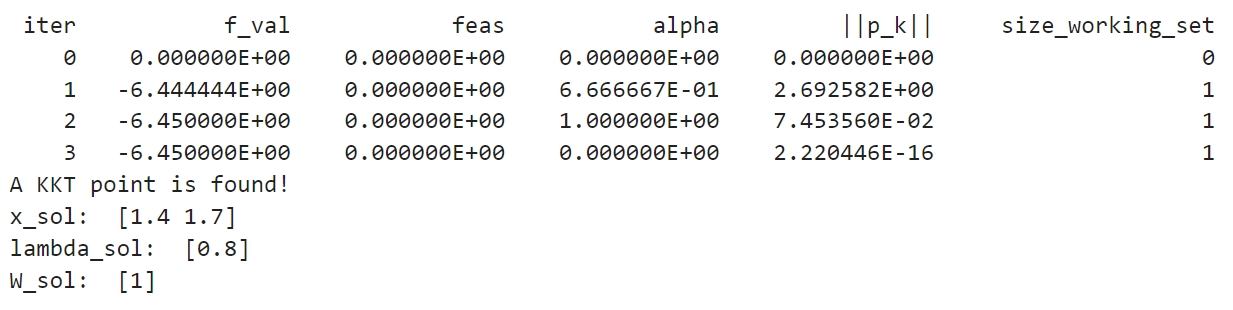 iter f_val feas alpha ||p_k|| size_working_set
0 0.000000E+00 0.000000E+00 0.000000E+00 0.000000E+00 0
1 -6.444444E+00 0.000000E+00 6.666667E-01 2.692582E+00 1
2 -6.450000E+00 0.000000E+00 1.000000E+00 7.453560E-02 1
3 -6.450000E+00 0.000000E+00 0.000000E+00 2.220446E-16 1
A KKT point is found!
x_sol: [1.4 1.7]
lambda_sol: [0.8]
W_sol: [1]